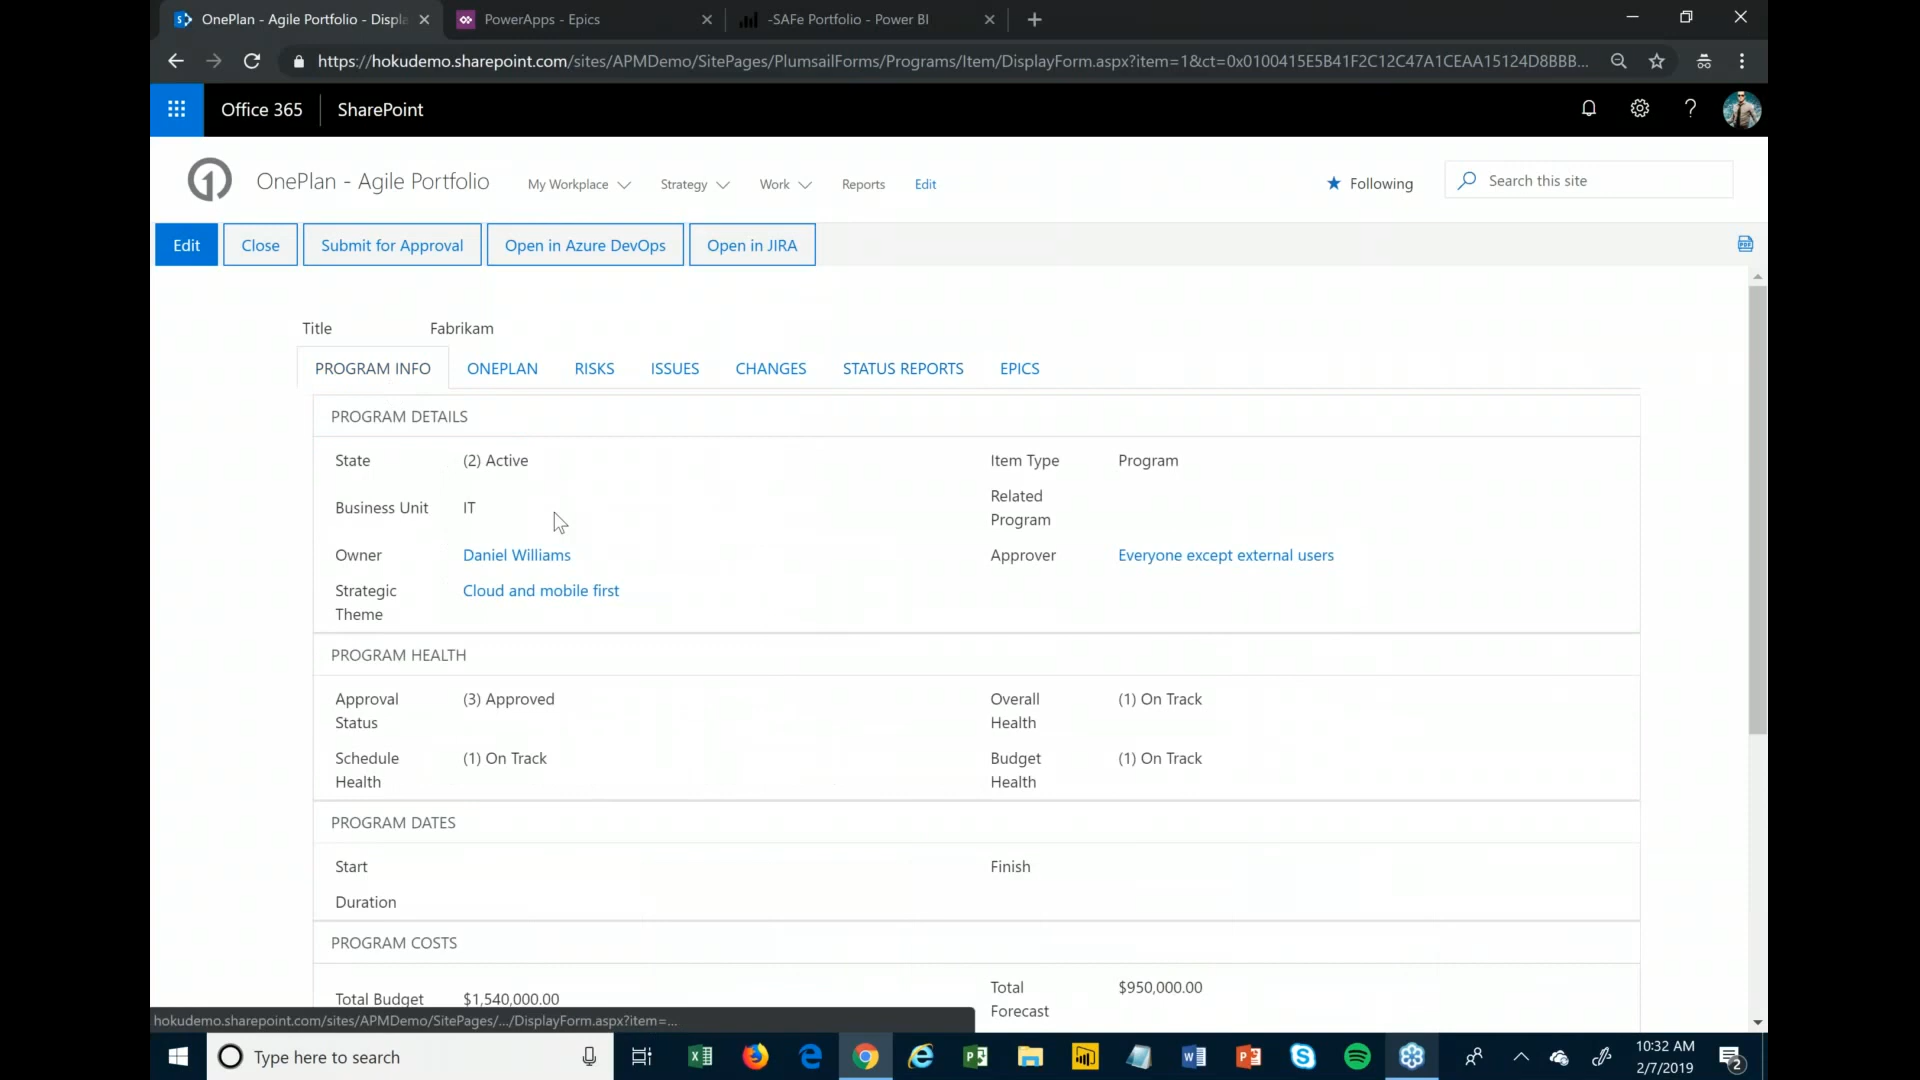 OnePlan - Agile Portfolio - Displa
PowerApps - Epics
-SAFe Portfolio - Power BI
https://hokudemo.sharepoint.com/sites/APMDemo/SitePages/PlumsailForms/Programs/Item/DisplayForm.aspx?item=1&ct=0x0100415E5B41F2C12C47A1CEAA15124D8BBB...
Office 365
SharePoint
OnePlan - Agile Portfolio
My Workplace
Strategy
Work
Reports
Edit
Following
Search this site
Edit
Close
Submit for Approval
Open in Azure DevOps
Open in JIRA
Title Fabrikam
PROGRAM INFO ONEPLAN RISKS ISSUES CHANGES STATUS REPORTS EPICS
PROGRAM DETAILS
State (2) Active
Item Type Program
Business Unit IT
Related
Program
Owner Daniel Williams
Approver Everyone except external users
Strategic
Theme
Cloud and mobile first
PROGRAM HEALTH
Approval
Status
(3) Approved
Overall
Health
(1) On Track
Schedule
Health
(1) On Track
Budget
Health
(1) On Track
PROGRAM DATES
Start
Finish
Duration
PROGRAM COSTS
Total Budget $1,540,000.00
Total
Forecast
$950,000.00
hokudemo.sharepoint.com/sites/APMDemo/SitePages/.../DisplayForm.aspx?item=...
Type here to search
10:32 AM
2/7/2019
2